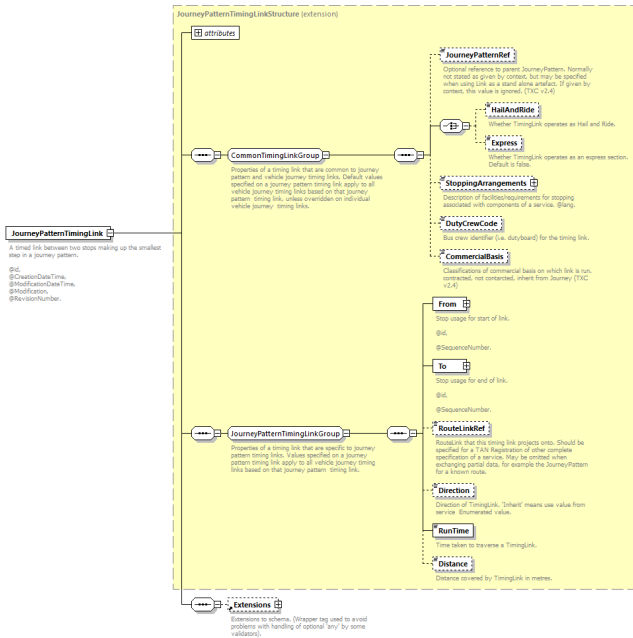 JourneyPatternTimingLinkStructure (extension)
attributes
JourneyPatternRef
Optional reference to parent JourneyPattern. Normally
not stated as given by context, but may be specified
when using Link as a stand alone artefact. If given by
context, this value is ignored. (TXC v2.4)
HailAndRide
Whether TimingLink operates as Hail and Ride.
Express
Whether TimingLink operates as an express section.
Default is false.
CommonTimingLinkGroup
Properties of a timing link that are common to journey
pattern and vehicle journey timing links. Default values
specified on a journey pattern timing link apply to all
vehicle journey timing links based on that journey
pattern timing link, unless overridden on individual
vehicle journey timing links.
StoppingArrangements
Description of facilities/requirements for stopping
associated with components of a service. @lang.
DutyCrewCode
Bus crew identifier (i.e. dutyboard) for the timing link.
CommercialBasis
Classifications of commercial basis on which link is run.
contracted, not contarcted, inherit from Journey (TXC
v2.4)
JourneyPatternTimingLink
A timed link between two stops making up the smallest
step in a journey pattern.
@id,
@CreationDateTime,
@ModificationDateTime,
@Modification,
@RevisionNumber.
From
Stop usage for start of link.
@id,
@SequenceNumber.
To
Stop usage for end of link.
@id,
@SequenceNumber.
JourneyPatternTimingLinkGroup
Properties of a timing link that are specific to journey
pattern timing links. Values specified on a journey
pattern timing link apply to all vehicle journey timing
links based on that journey pattern timing link.
RouteLinkRef
RouteLink that this timing link projects onto. Should be
specified for a TAN Registration of other complete
specification of a service. May be omitted when
exchanging partial data, for example the JourneyPattern
for a known route.
Direction
Direction of TimingLink. 'Inherit' means use value from
service Enumerated value.
RunTime
Time taken to traverse a TimingLink.
Distance
Distance covered by TimingLink in metres.
Extensions
Extensions to schema. (Wrapper tag used to avoid
problems with handling of optional 'any' by some
validators).